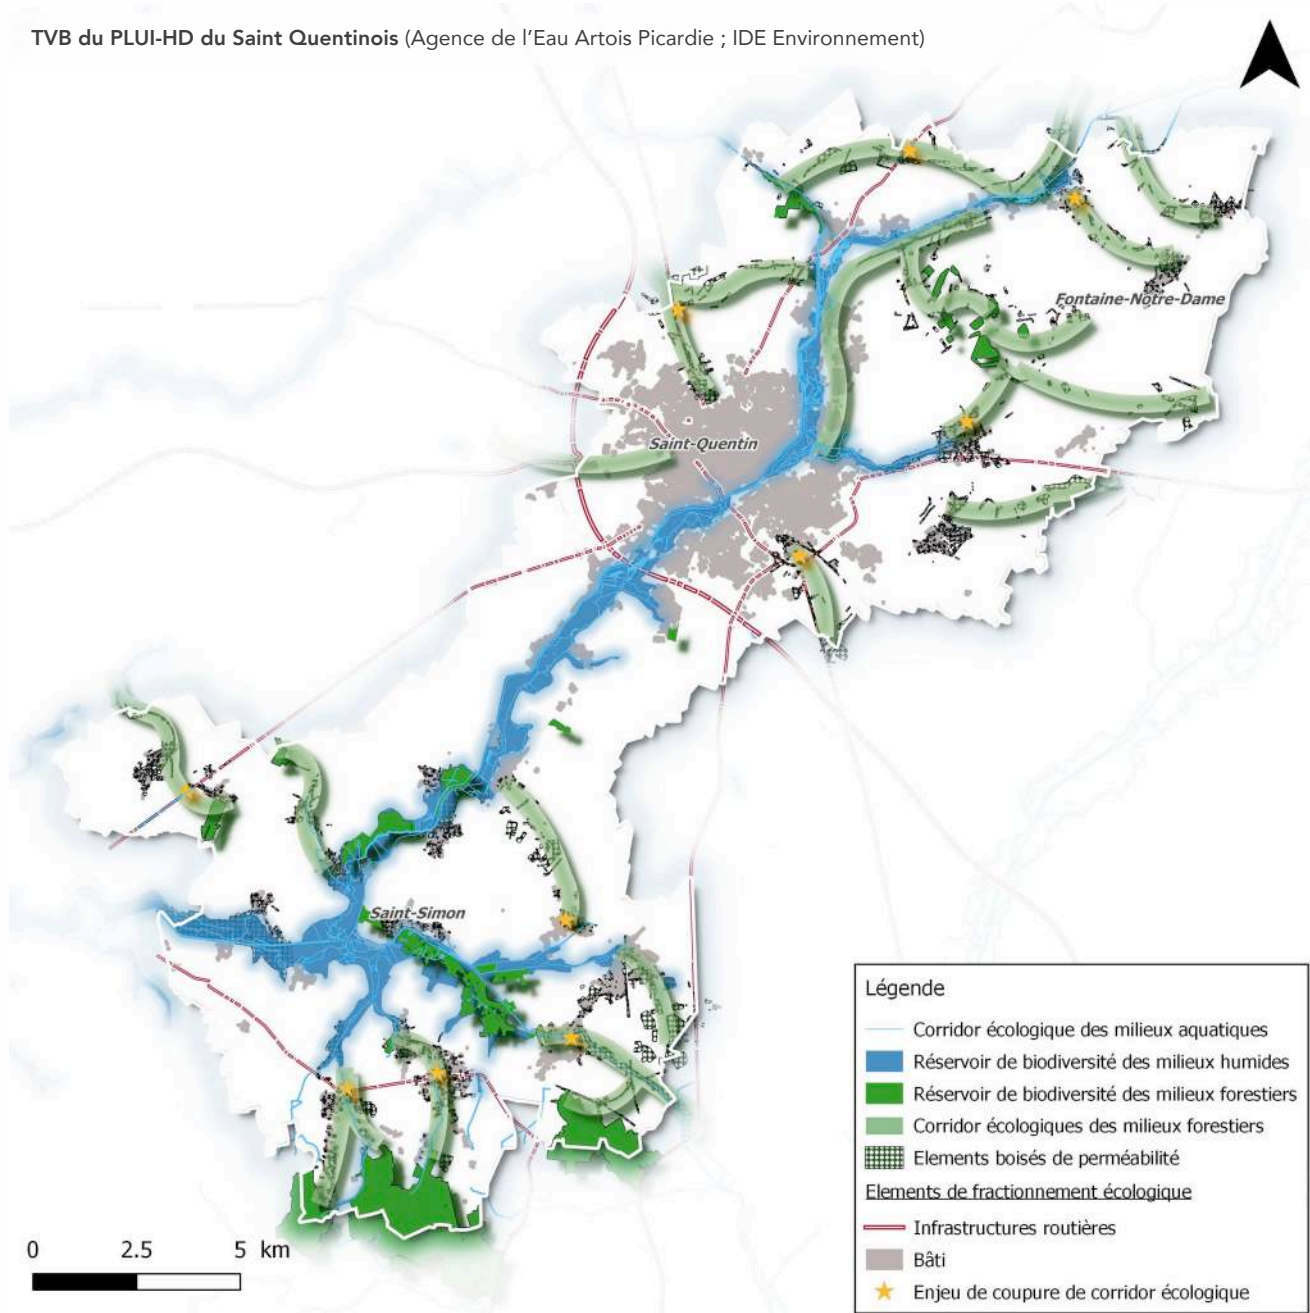 TVB du PLUI-HD du Saint Quentinois (Agence de l'Eau Artois Picardie ; IDE Environnement)
Fontaine-Notre-Dame
Saint-Quentin
Saint-Simon
Légende
Corridor écologique des milieux aquatiques
Réservoir de biodiversité des milieux humides
Réservoir de biodiversité des milieux forestiers
Corridor écologiques des milieux forestiers
Elements boisés de perméabilité
Elements de fractionnement écologique
Infrastructures routières
Bâti
Enjeu de coupure de corridor écologique
0 2.5 5 km